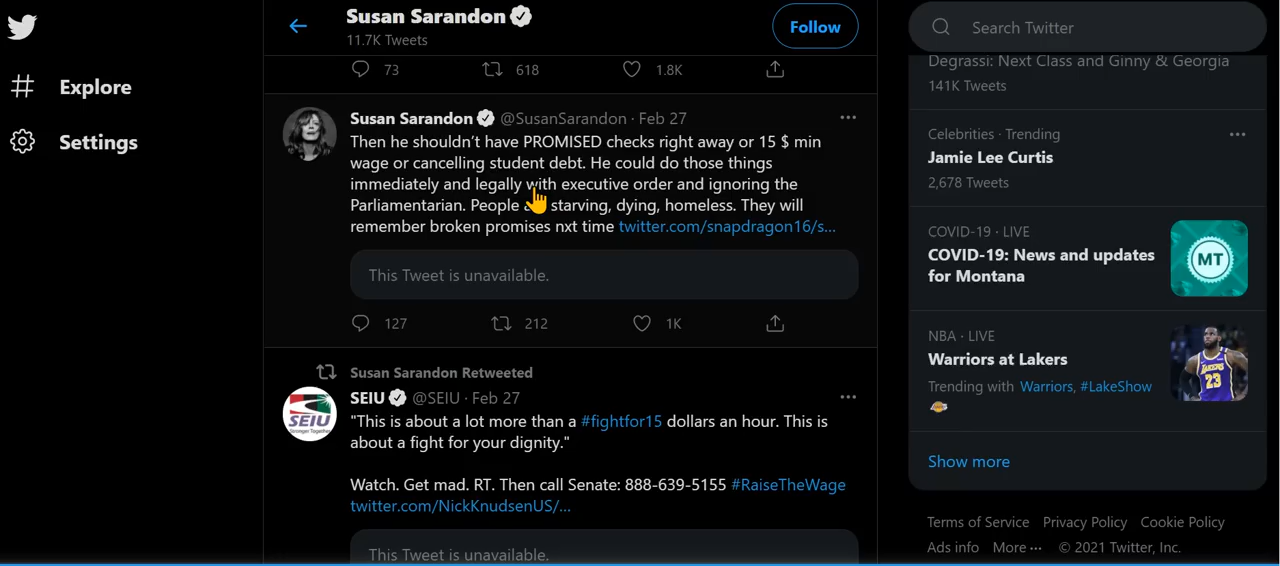 Explore
Settings
Susan Sarandon
11.7K Tweets
Follow
73 618 1.8K
Susan Sarandon @SusanSarandon · Feb 27
Then he shouldn't have PROMISED checks right away or 15 $ min
wage or cancelling student debt. He could do those things
immediately and legally with executive order and ignoring the
Parliamentarian. People starving, dying, homeless. They will
remember broken promises nxt time twitter.com/snapdragon16/s...
This Tweet is unavailable.
127 212 1K
Susan Sarandon Retweeted
SEIU @SEIU · Feb 27
SEIU
Stronger Together
"This is about a lot more than a #fightfor15 dollars an hour. This is
about a fight for your dignity."
Watch. Get mad. RT. Then call Senate: 888-639-5155 #RaiseTheWage
twitter.com/NickKnudsenUS/...
This Tweet is unavailable.
Search Twitter
Degrassi: Next Class and Ginny & Georgia
141K Tweets
Celebrities · Trending
Jamie Lee Curtis
2,678 Tweets
COVID-19 · LIVE
COVID-19: News and updates
for Montana
MT
NBA · LIVE
Warriors at Lakers
Trending with Warriors, #LakeShow
LAKERS
23
Show more
Terms of Service Privacy Policy Cookie Policy
Ads info More ··· © 2021 Twitter, Inc.